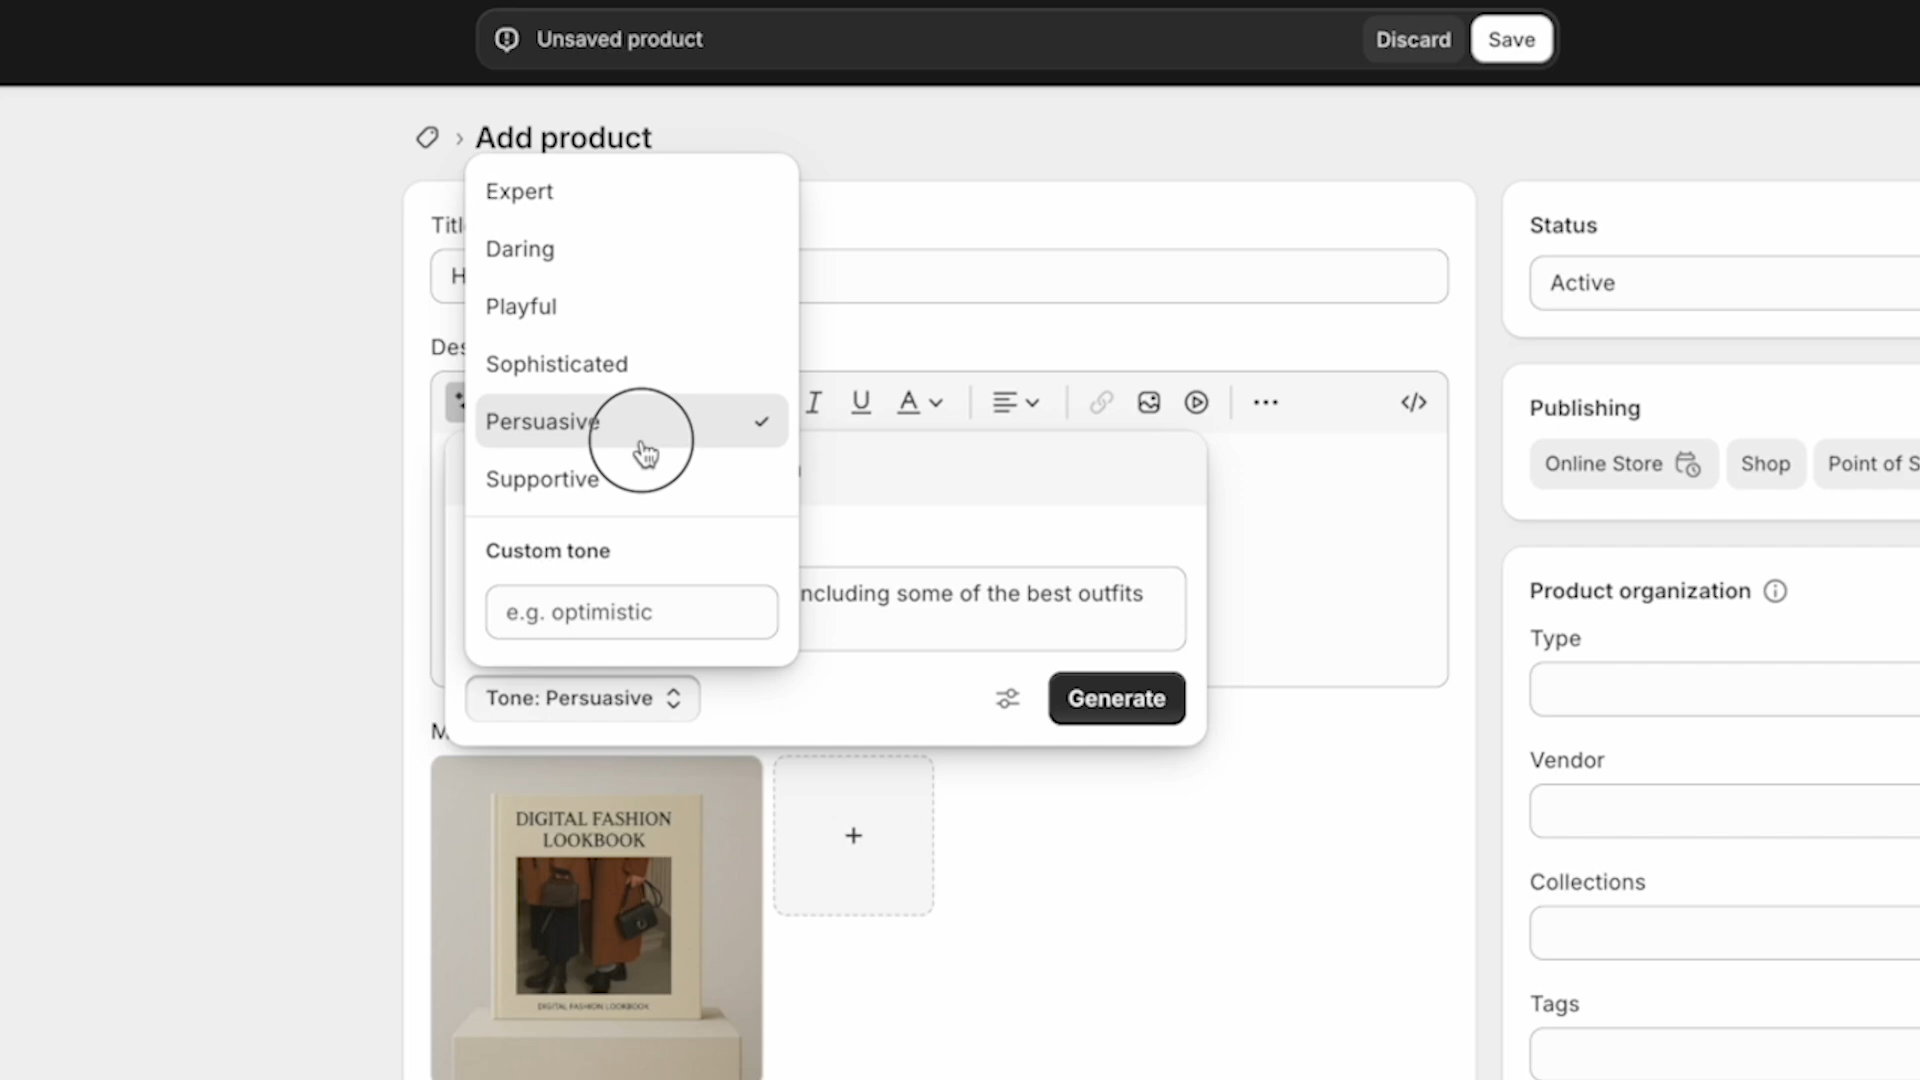 Unsaved product
Discard
Save
Add product
Expert
Daring
Playful
Sophisticated
Persuasive
Supportive
Custom tone
e.g. optimistic
Tone: Persuasive
including some of the best outfits
Generate
DIGITAL FASHION
LOOKBOOK
DIGITAL FASHION LOOKBOOK
Status
Active
Publishing
Online Store
Shop
Point of S
Product organization
Type
Vendor
Collections
Tags